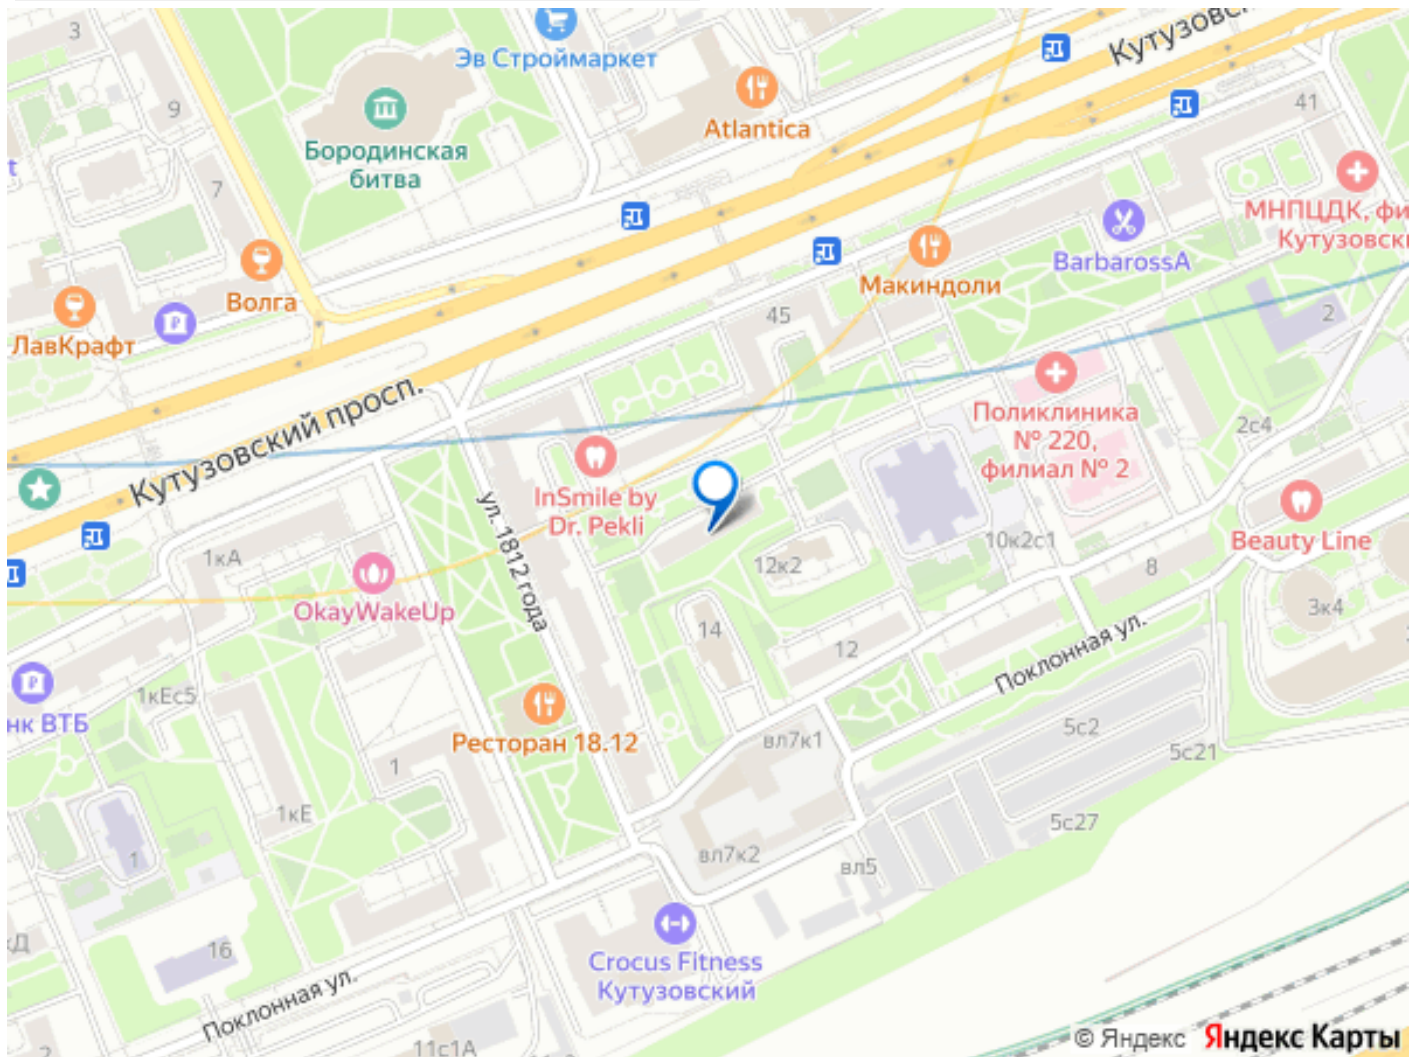 3
Эв Строймаркет
9
Бородинская
битва
Atlantica
41
7
МНПЦДК, фи
Кутузовск
BarbarossA
Волга
Макиндоли
45
2
ЛавКрафт
Кутузовский просп.
Поликлиника
№ 220,
филиал № 2
2с4
InSmile by
Dr. Pekli
ул. 1812 года
1кА
10к2с1
Beauty Line
12к2
8
OkayWakeUp
3к4
14
12
Поклонная ул.
1кЕс5
нк ВТБ
Ресторан 18.12
вл7к1
5с2
5с21
1
1кЕ
5с27
1
вл7к2
вл5
кД
16
Crocus Fitness
Кутузовский
Поклонная ул.
11с1А
© Яндекс Яндекс Карты